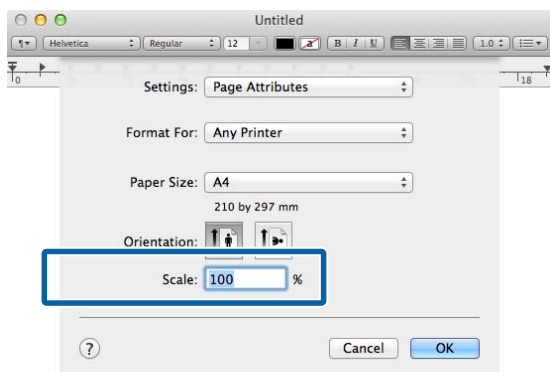 Untitled
¶ Helvetica Regular 12 a B I U 1.0
0 18
Settings: Page Attributes
Format For: Any Printer
Paper Size: A4
210 by 297 mm
Orientation:
Scale: 100 %
? Cancel OK